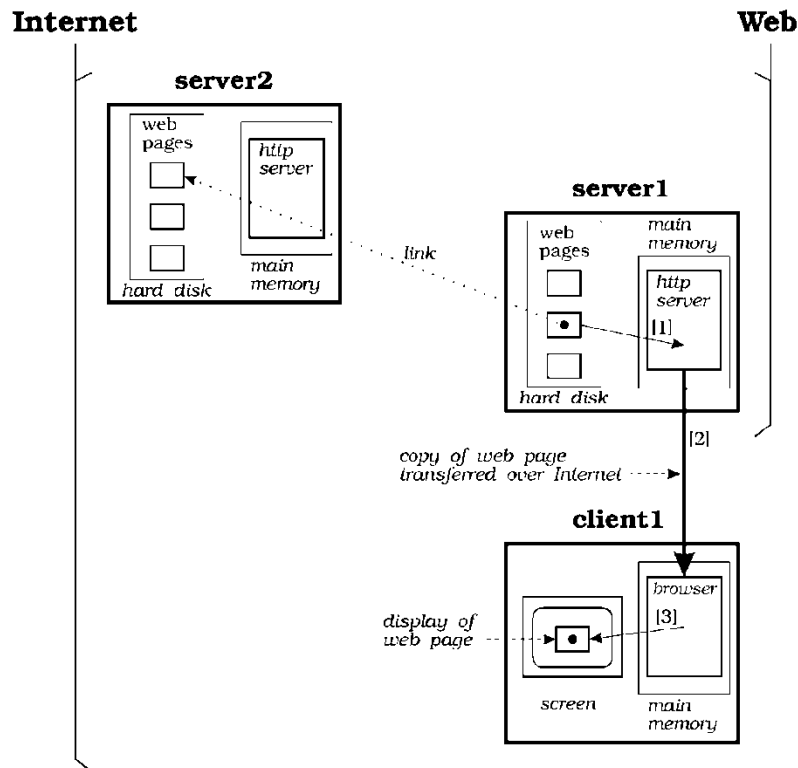 Internet
Web
server2
web
pages
http
server
hard disk
main
memory
link
server1
web
pages
main
memory
http
server
[1]
hard disk
[2]
copy of web page
transferred over Internet
client1
browser
[3]
display of
web page
screen
main
memory